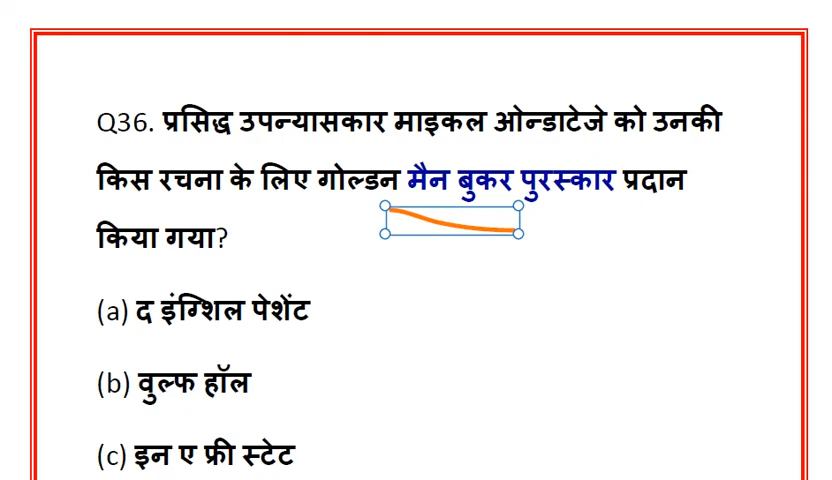 Q36. प्रसिद्ध उपन्यासकार माइकल ओन्डाटेजे को उनकी
किस रचना के लिए गोल्डन मैन बुकर पुरस्कार प्रदान
किया गया?
(a) द इंग्शिल पेशेंट
(b) वुल्फ हॉल
(c) इन ए फ्री स्टेट